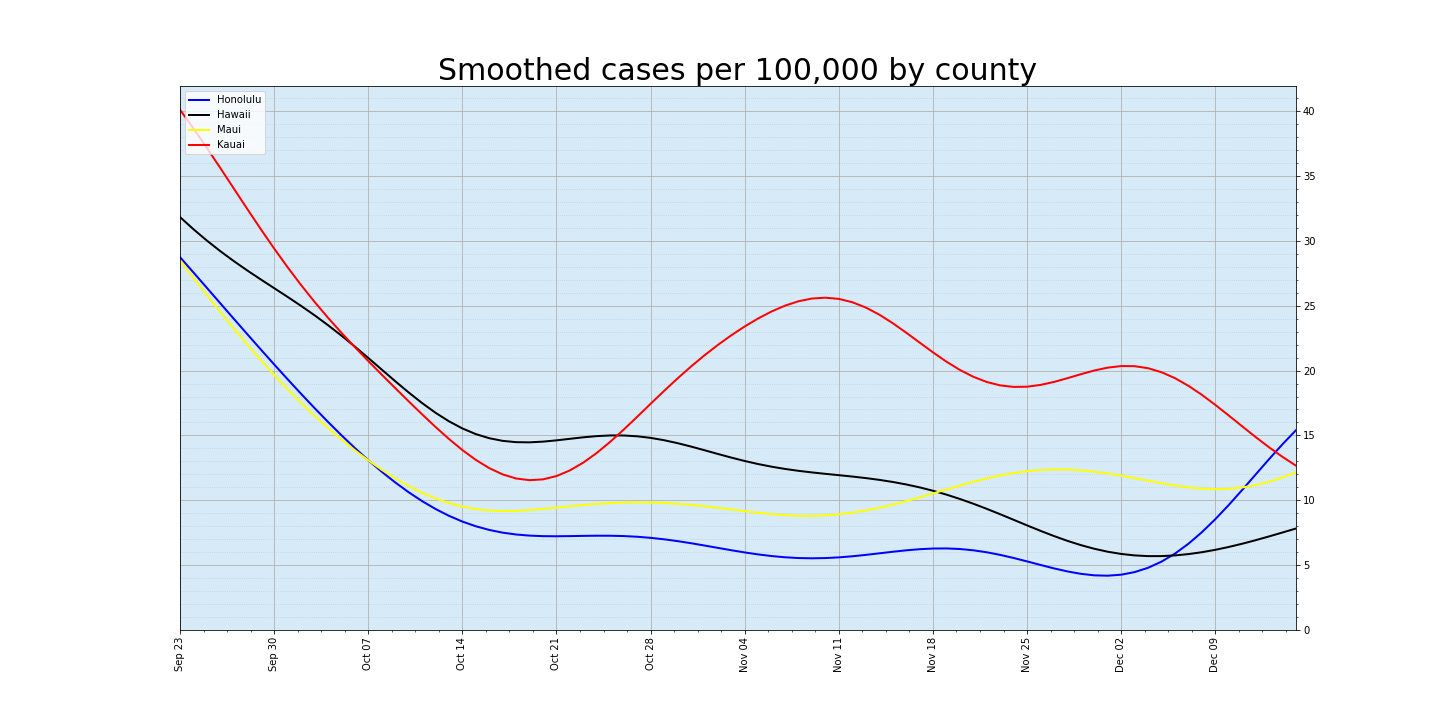 Smoothed cases per 100,000 by county
Honolulu
Hawaii
Maui
Kauai
40
35
30
25
20
15
10
5
0
Sep 23
Sep 30
Oct 07
Oct 14
Oct 21
Oct 28
Nov 04
Nov 11
Nov 18
Nov 25
Dec 02
Dec 09